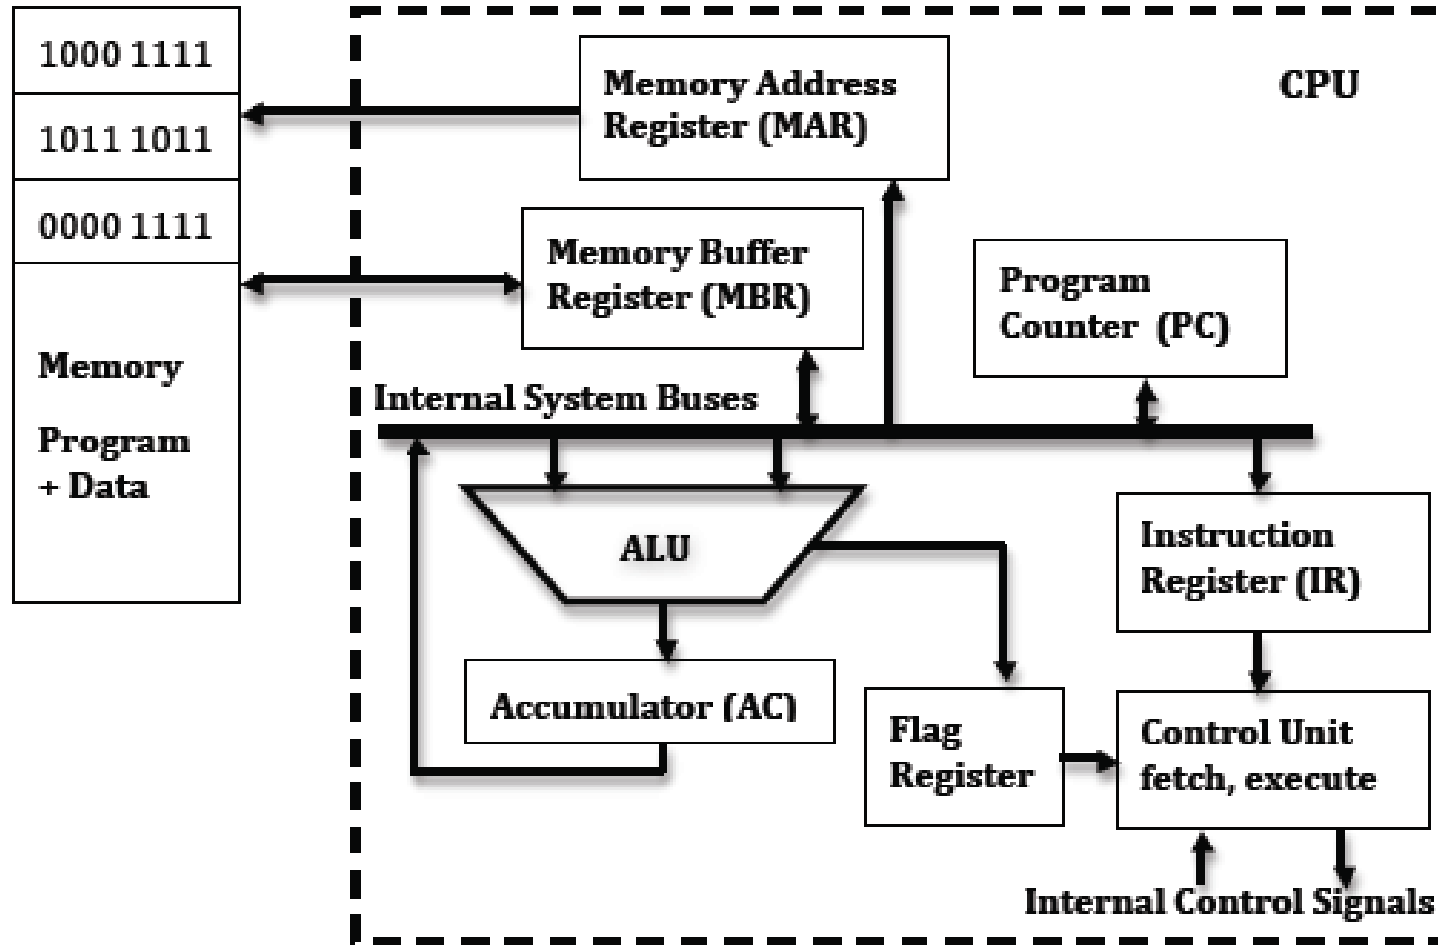 1000 1111
1011 1011
0000 1111
Memory
Program
+ Data
CPU
Memory Address
Register (MAR)
Memory Buffer
Register (MBR)
Program
Counter (PC)
Internal System Buses
ALU
Instruction
Register (IR)
Accumulator (AC)
Flag
Register
Control Unit
fetch, execute
Internal Control Signals